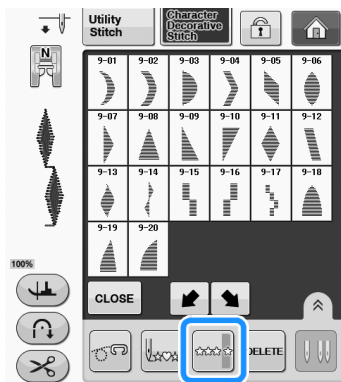 Utility
Stitch
Character
Decorative
Stitch
N
9-01 9-02 9-03 9-04 9-05 9-06
9-07 9-08 9-09 9-10 9-11 9-12
9-13 9-14 9-15 9-16 9-17 9-18
9-19 9-20
100%
CLOSE
DELETE